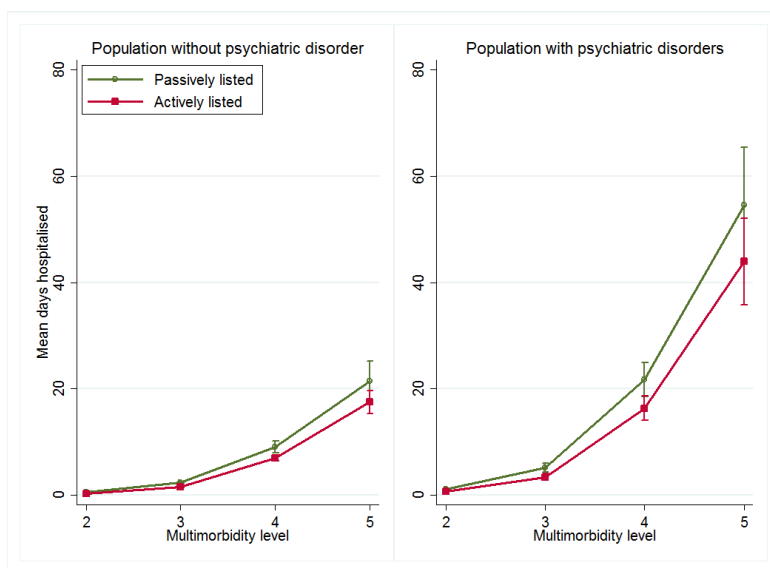 Population without psychiatric disorder
Population with psychiatric disorders
Passively listed
Actively listed
Mean days hospitalised
80
60
40
20
0
2 3 4 5
Multimorbidity level
80
60
40
20
0
2 3 4 5
Multimorbidity level